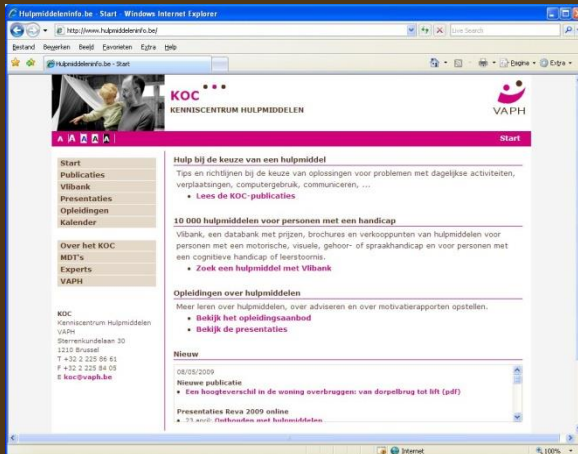 Hulpmiddeleninfo.be - Start - Windows Internet Explorer
http://www.hulpmiddeleninfo.be/
Live Search
Bestand Bewerken Beeld Favorieten Extra Help
Hulpmiddeleninfo.be - Start
Pagina
Extra
KOC
KENNISCENTRUM HULPMIDDELEN
VAPH
A A A A A
Start
Start
Publicaties
Vlibank
Presentaties
Opleidingen
Kalender
Over het KOC
MDT's
Experts
VAPH
KOC
Kenniscentrum Hulpmiddelen
VAPH
Sterrenkundelaan 30
1210 Brussel
T +32 2 225 86 61
F +32 2 225 84 05
E koc@vaph.be
Hulp bij de keuze van een hulpmiddel
Tips en richtlijnen bij de keuze van oplossingen voor problemen met dagelijkse activiteiten,
verplaatsingen, computergebruik, communiceren, ...
• Lees de KOC-publicaties
10 000 hulpmiddelen voor personen met een handicap
Vlibank, een databank met prijzen, brochures en verkooppunten van hulpmiddelen voor
personen met een motorische, visuele, gehoor- of spraakhandicap en voor personen met
een cognitieve handicap of leerstoornis.
• Zoek een hulpmiddel met Vlibank
Opleidingen over hulpmiddelen
Meer leren over hulpmiddelen, over adviseren en over motivatierapporten opstellen.
• Bekijk het opleidingsaanbod
• Bekijk de presentaties
Nieuw
08/05/2009
Nieuwe publicatie
• Een hoogteverschil in de woning overbruggen: van dorpelbrug tot lift (pdf)
Presentaties Reva 2009 online
• 23 april: Onthouden met hulpmiddelen
Internet
100%